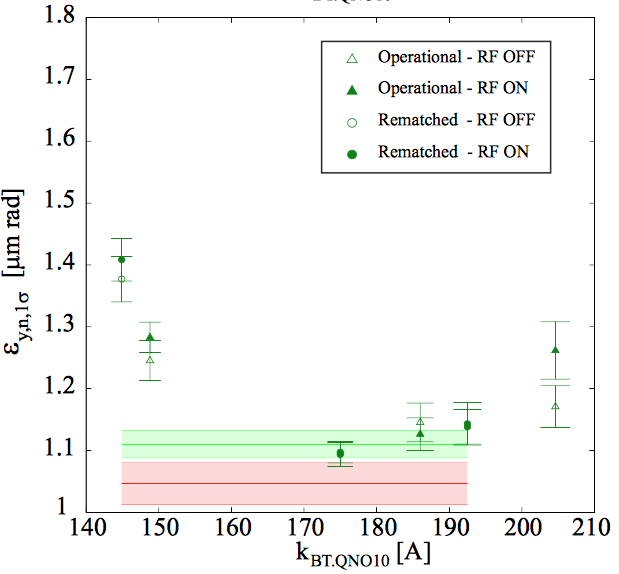 1.8
1.7
1.6
1.5
1.4
1.3
1.2
1.1
1
ε y,n,1σ [μm rad]
Operational - RF OFF
Operational - RF ON
Rematched - RF OFF
Rematched - RF ON
140 150 160 170 180 190 200 210
k BT.QNO10 [A]